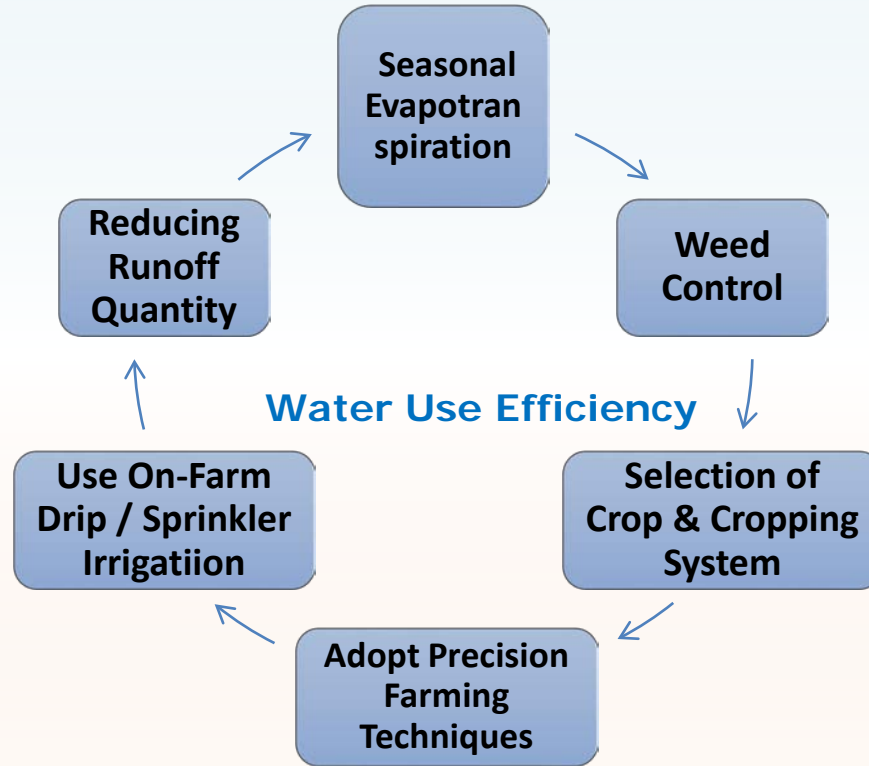 Seasonal
Evapotran
spiration
Weed
Control
Selection of
Crop & Cropping
System
Adopt Precision
Farming
Techniques
Use On-Farm
Drip / Sprinkler
Irrigatiion
Reducing
Runoff
Quantity
Water Use Efficiency